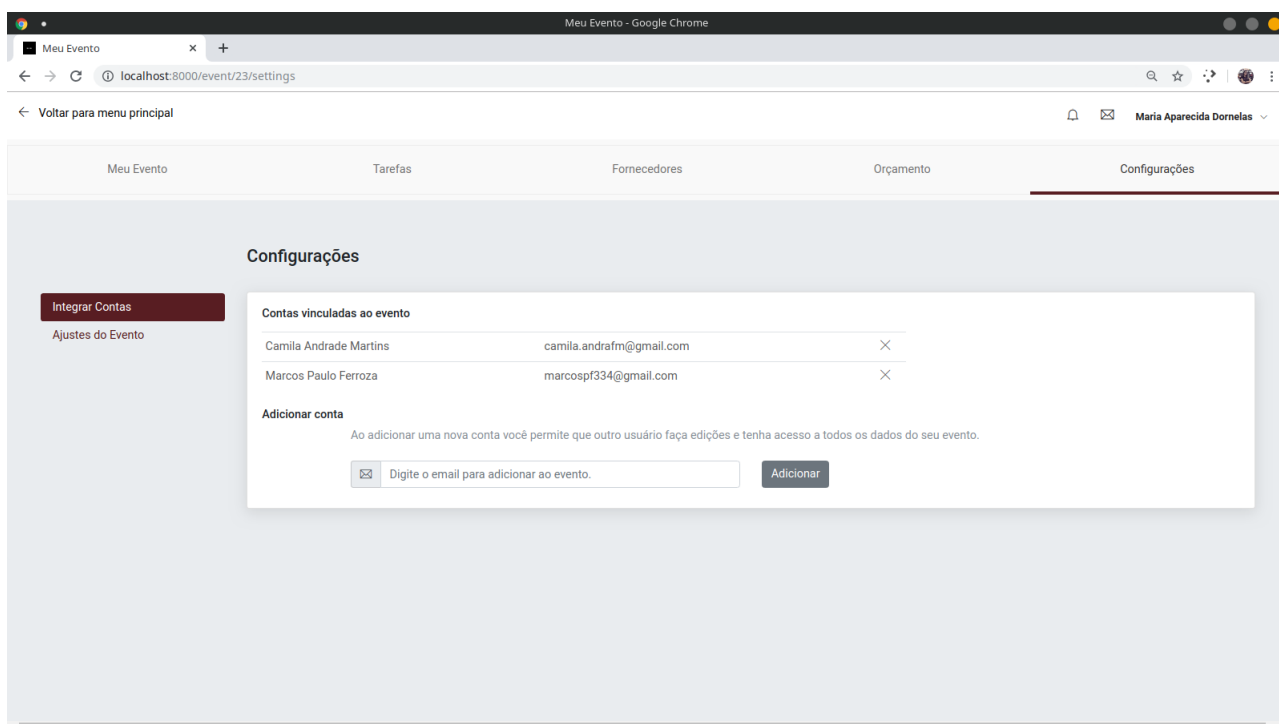 Meu Evento - Google Chrome
Meu Evento
localhost:8000/event/23/settings
Voltar para menu principal
Maria Aparecida Dornelas
Meu Evento Tarefas Fornecedores Orçamento Configurações
Configurações
Integrar Contas
Ajustes do Evento
Contas vinculadas ao evento
Camila Andrade Martins camila.andrafm@gmail.com
Marcos Paulo Ferroza marcospf334@gmail.com
Adicionar conta
Ao adicionar uma nova conta você permite que outro usuário faça edições e tenha acesso a todos os dados do seu evento.
Digite o email para adicionar ao evento. Adicionar